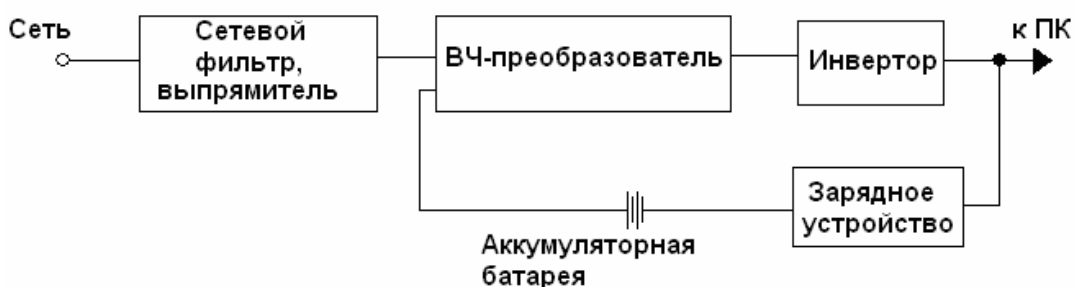 Сеть
Сетевой
фильтр,
выпрямитель
ВЧ-преобразователь
Инвертор
к ПК
Зарядное
устройство
Аккумуляторная
батарея